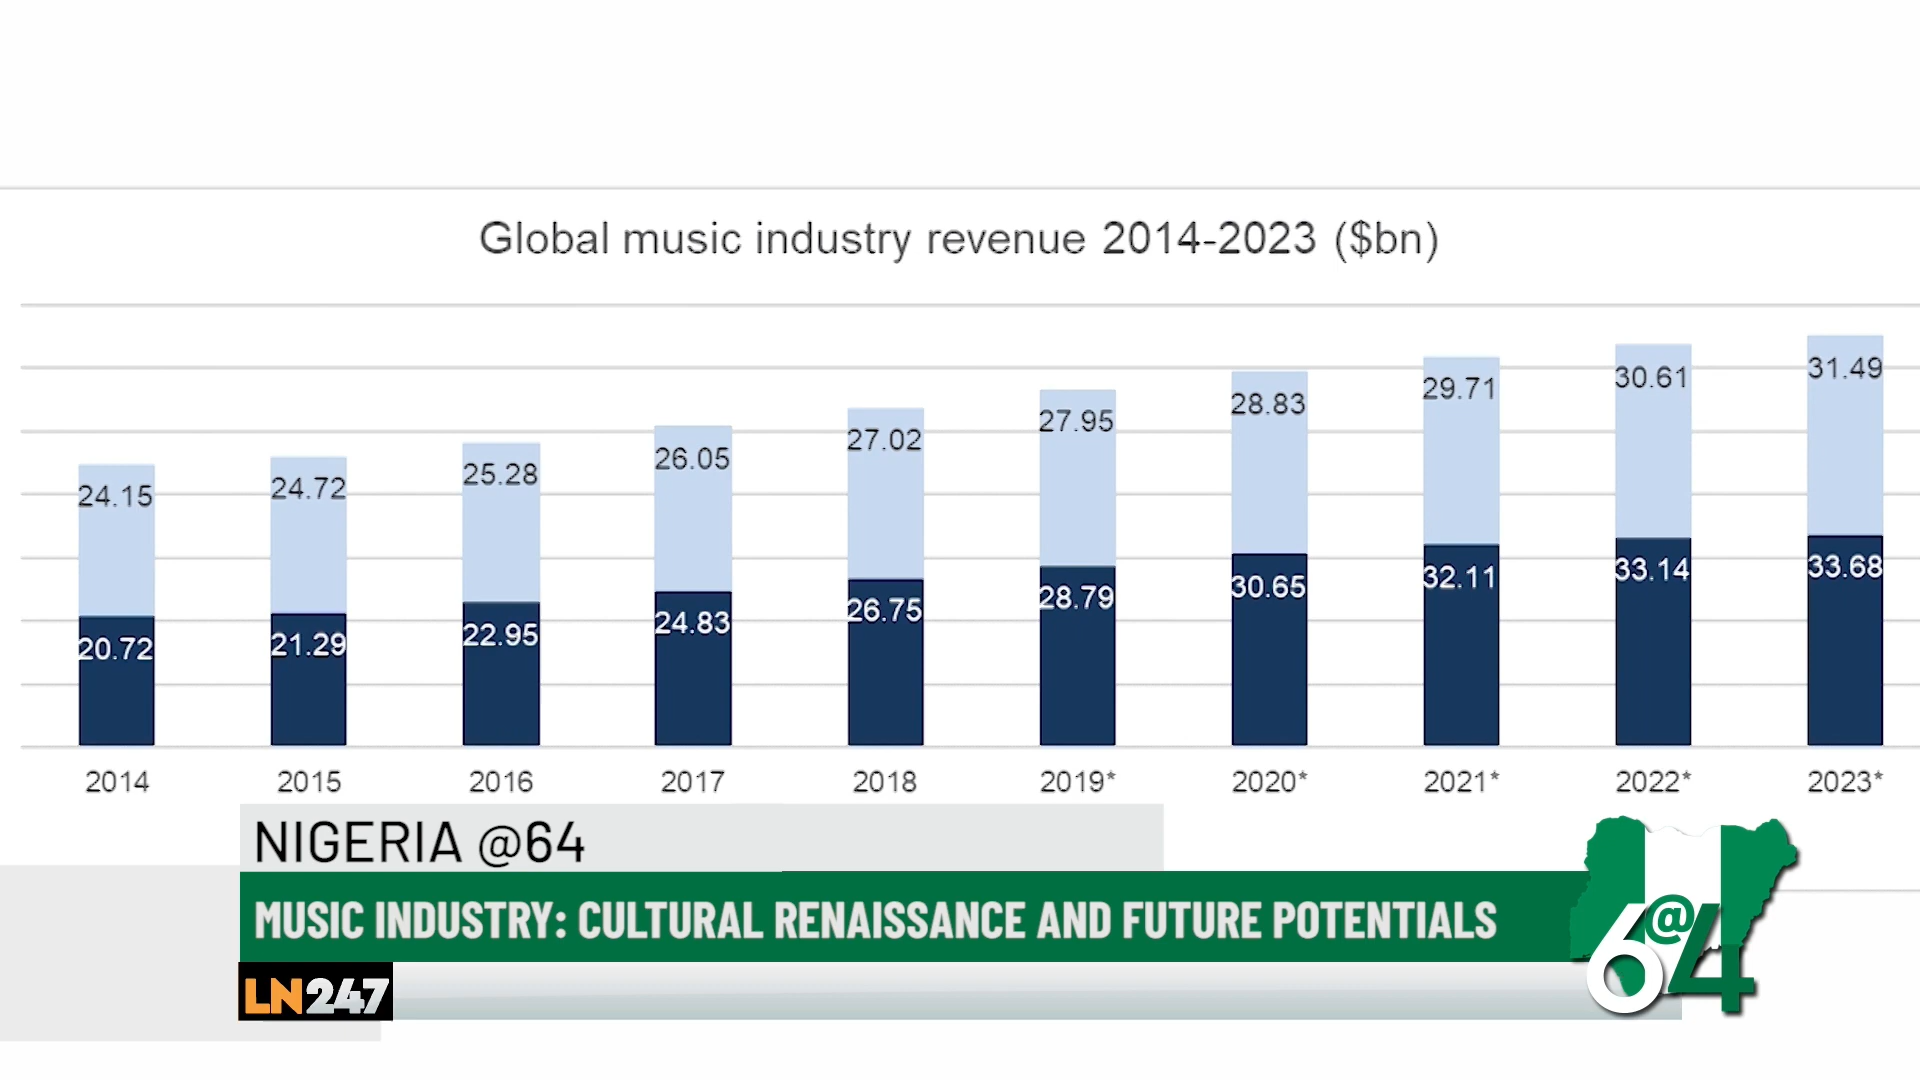 Global music industry revenue 2014-2023 ($bn)
24.15 24.72 25.28 26.05 27.02 27.95 28.83 29.71 30.61 31.49
20.72 21.29 22.95 24.83 26.75 28.79 30.65 32.11 33.14 33.68
2014 2015 2016 2017 2018 2019* 2020* 2021* 2022* 2023*
NIGERIA @64
MUSIC INDUSTRY: CULTURAL RENAISSANCE AND FUTURE POTENTIALS
6@4
LN247